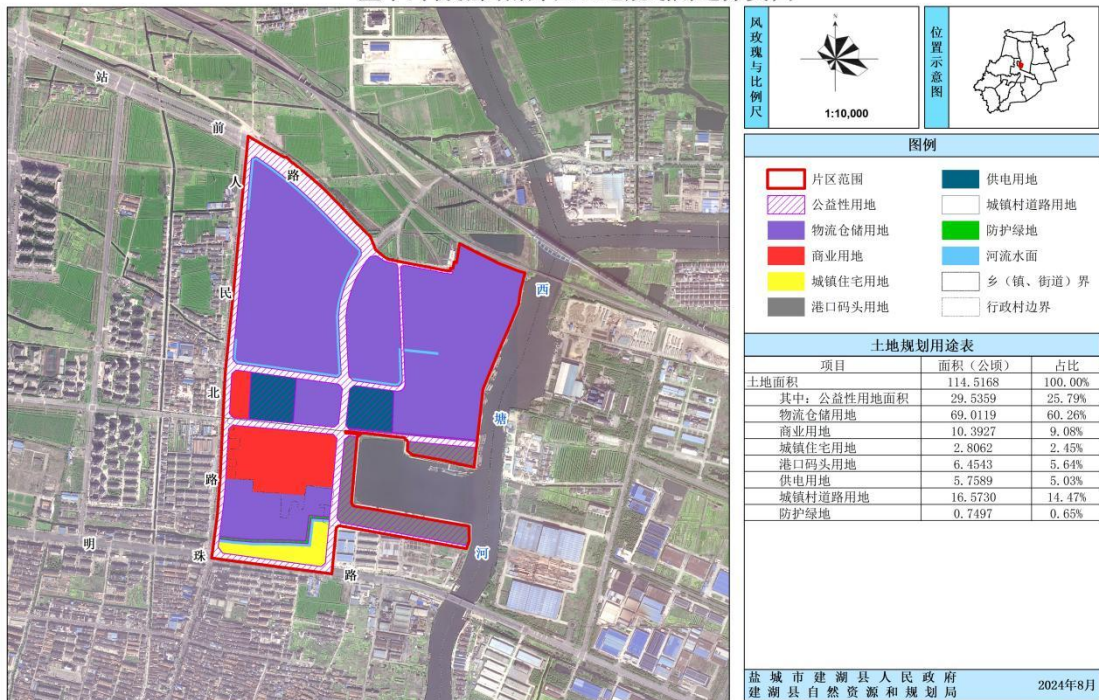 风玫瑰与比例尺
N
1:10,000
位置示意图
图例
片区范围
供电用地
公益性用地
城镇村道路用地
物流仓储用地
防护绿地
商业用地
河流水面
城镇住宅用地
乡（镇、街道）界
港口码头用地
行政村边界
土地规划用途表
项目 面积（公顷） 占比
土地面积 114.5168 100.00%
其中：公益性用地面积 29.5359 25.79%
物流仓储用地 69.0119 60.26%
商业用地 10.3927 9.08%
城镇住宅用地 2.8062 2.45%
港口码头用地 6.4543 5.64%
供电用地 5.7589 5.03%
城镇村道路用地 16.5730 14.47%
防护绿地 0.7497 0.65%
盐城市建湖县人民政府
建湖县自然资源和规划局
2024年8月
站前路
人民北路
明珠路
西塘河